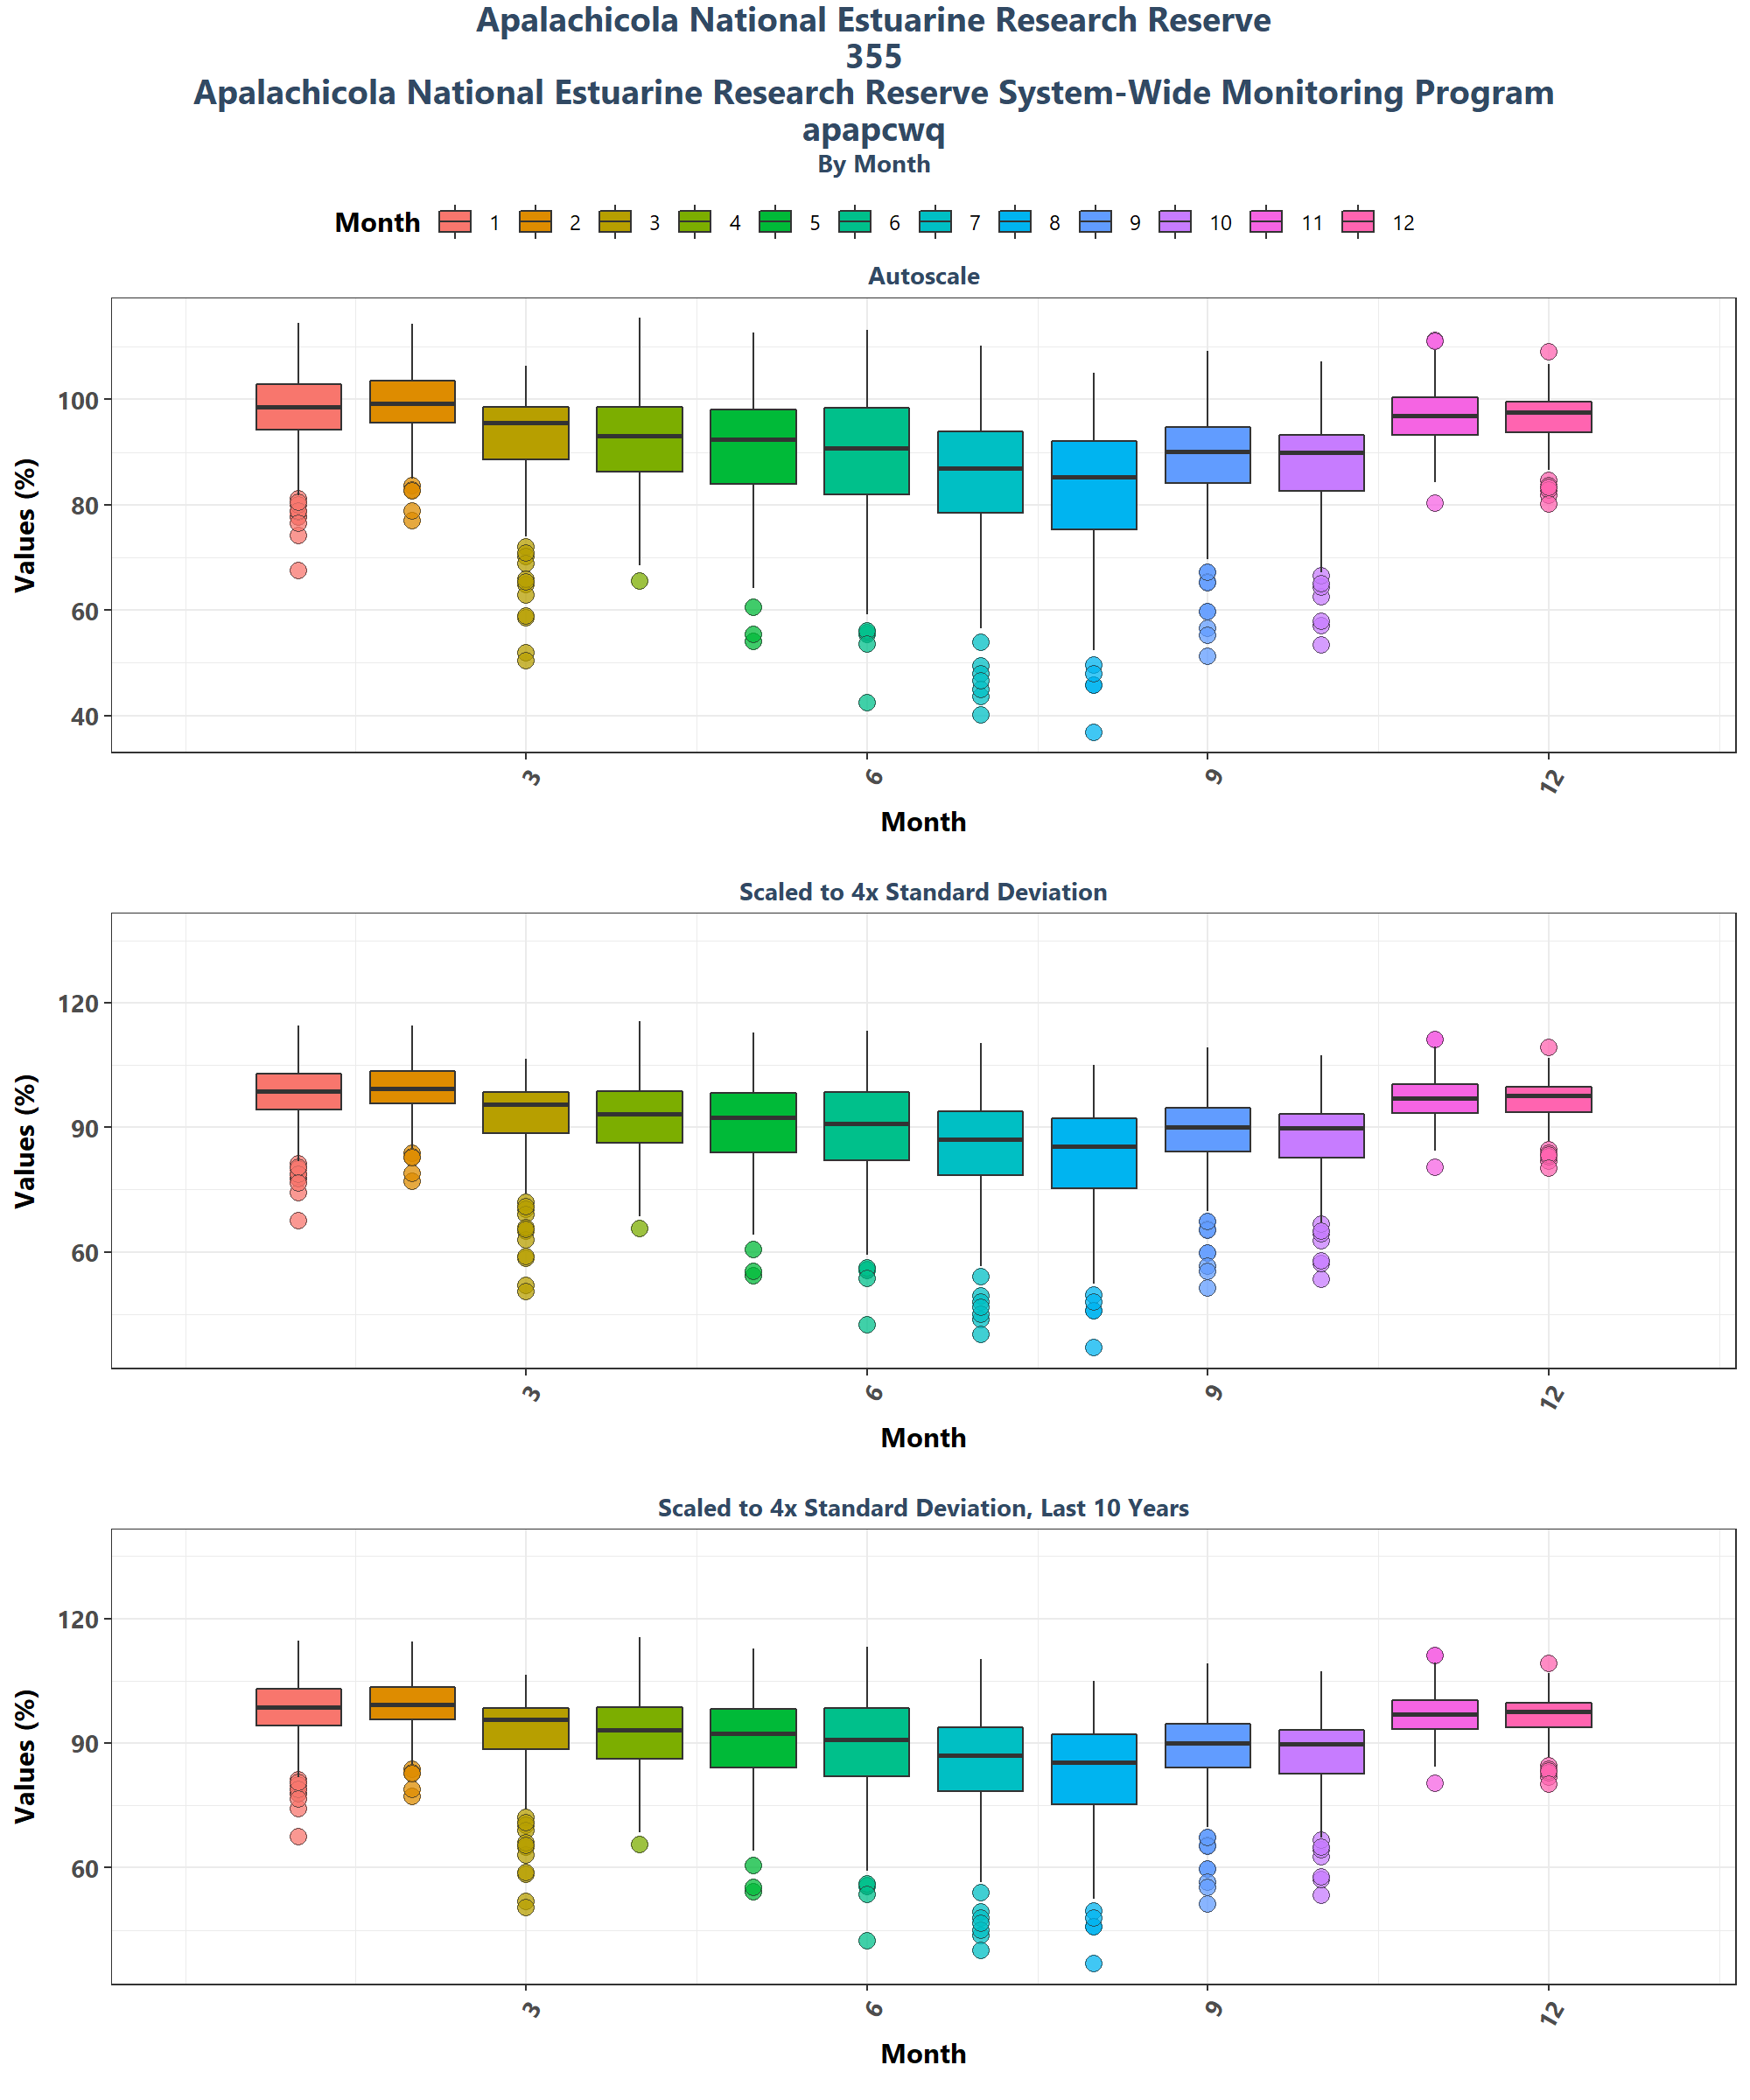 Apalachicola National Estuarine Research Reserve
355
Apalachicola National Estuarine Research Reserve System-Wide Monitoring Program
apapcwq
By Month
Month 1 2 3 4 5 6 7 8 9 10 11 12
Autoscale
Values (%)
100
80
60
40
3 6 9 12
Month
Scaled to 4x Standard Deviation
Values (%)
120
90
60
3 6 9 12
Month
Scaled to 4x Standard Deviation, Last 10 Years
Values (%)
120
90
60
3 6 9 12
Month